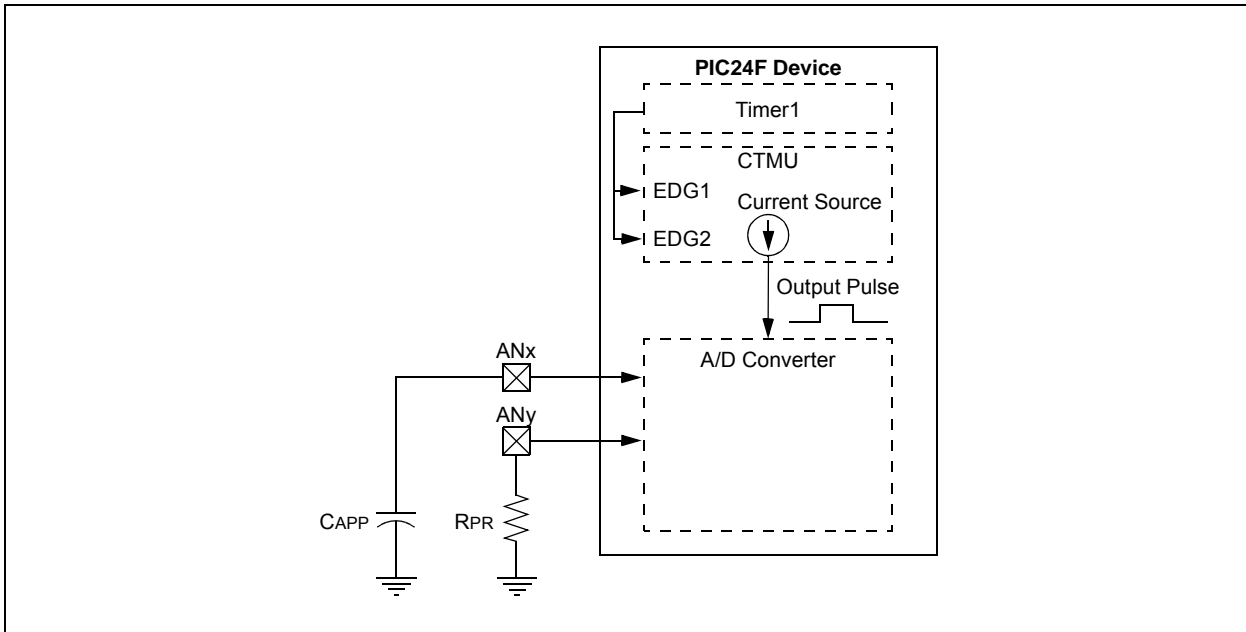 PIC24F Device
Timer1
CTMU
EDG1
Current Source
EDG2
Output Pulse
ANx
A/D Converter
ANy
CAPP
RPR